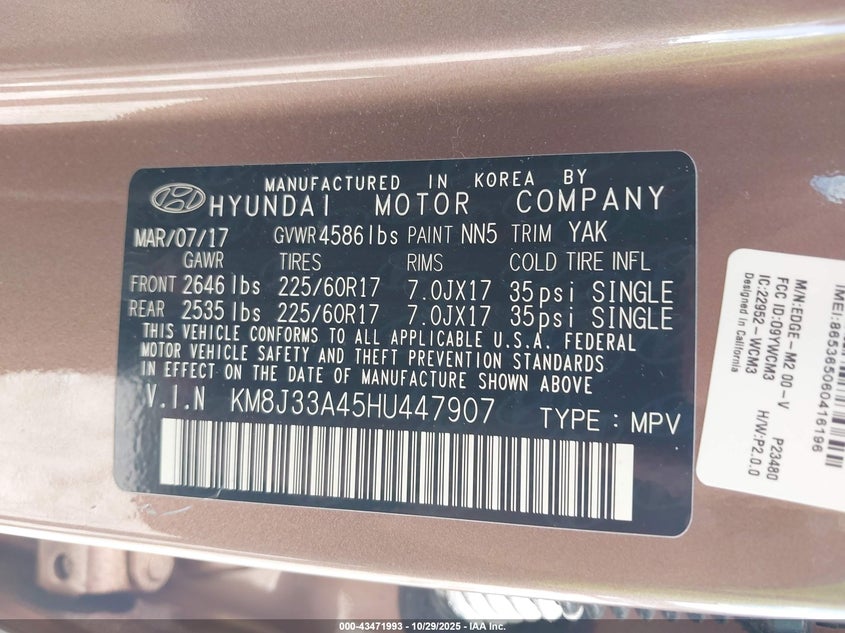 MANUFACTURED IN KOREA BY
HYUNDAI MOTOR COMPANY
MAR/07/17 GVWR 4586 lbs PAINT NN5 TRIM YAK
GAWR TIRES RIMS COLD TIRE INFL
FRONT 2646 lbs 225/60R17 7.0JX17 35psi SINGLE
REAR 2535 lbs 225/60R17 7.0JX17 35psi SINGLE
THIS VEHICLE CONFORMS TO ALL APPLICABLE U.S.A. FEDERAL
MOTOR VEHICLE SAFETY AND THEFT PREVENTION STANDARDS
IN EFFECT ON THE DATE OF MANUFACTURE SHOWN ABOVE
V.I.N KM8J33A45HU447907 TYPE : MPV
IMEI: 865365060416196
M/N:EDGE-M2 00-V P23480
FCC ID:09YWCM3 H/W:P2.0.0
IC:22952-WCM3
Designed in California
000-43471993 - 10/29/2025 - IAA Inc.